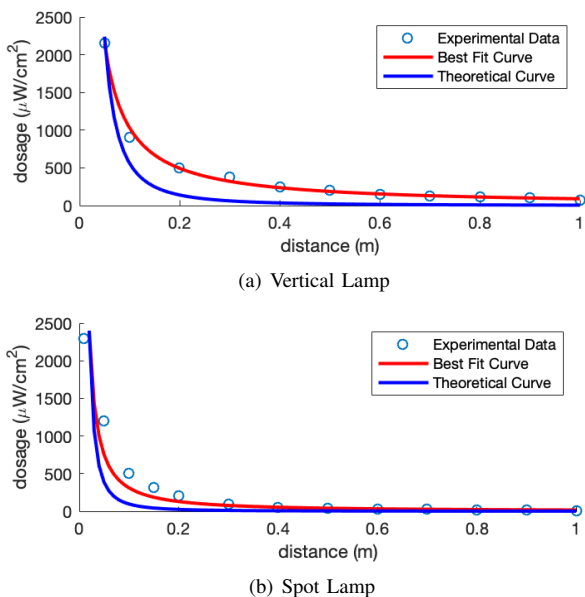 2500
2000
1500
1000
500
0
dosage (μW/cm²)
Experimental Data
Best Fit Curve
Theoretical Curve
0 0.2 0.4 0.6 0.8 1
distance (m)
(a) Vertical Lamp
2500
2000
1500
1000
500
0
dosage (μW/cm²)
Experimental Data
Best Fit Curve
Theoretical Curve
0 0.2 0.4 0.6 0.8 1
distance (m)
(b) Spot Lamp